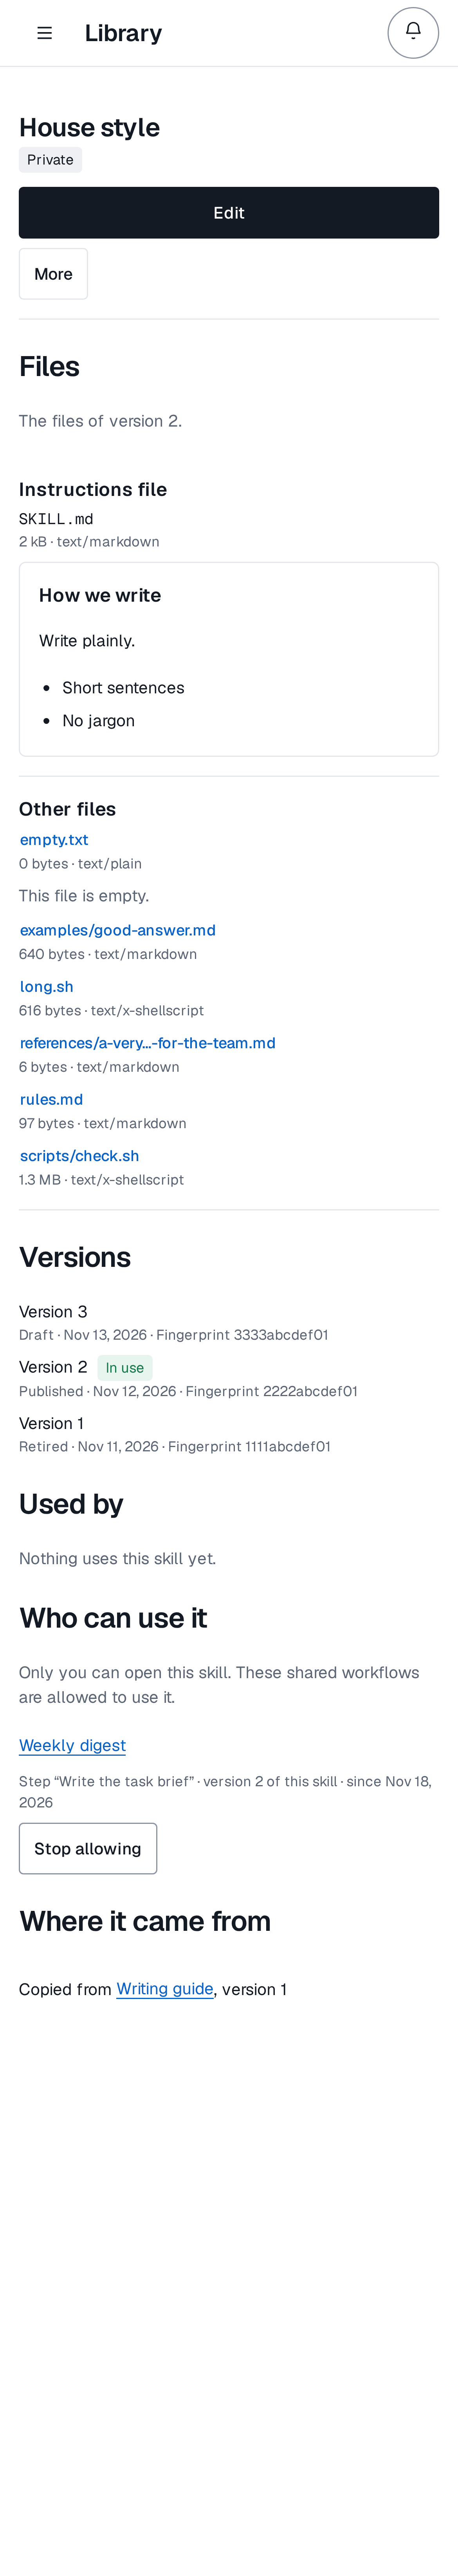 Library
House style
Private
Edit
More
Files
The files of version 2.
Instructions file
SKILL.md
2 kB · text/markdown
How we write
Write plainly.
• Short sentences
• No jargon
Other files
empty.txt
0 bytes · text/plain
This file is empty.
examples/good-answer.md
640 bytes · text/markdown
long.sh
616 bytes · text/x-shellscript
references/a-very…-for-the-team.md
6 bytes · text/markdown
rules.md
97 bytes · text/markdown
scripts/check.sh
1.3 MB · text/x-shellscript
Versions
Version 3
Draft · Nov 13, 2026 · Fingerprint 3333abcdef01
Version 2 In use
Published · Nov 12, 2026 · Fingerprint 2222abcdef01
Version 1
Retired · Nov 11, 2026 · Fingerprint 1111abcdef01
Used by
Nothing uses this skill yet.
Who can use it
Only you can open this skill. These shared workflows
are allowed to use it.
Weekly digest
Step “Write the task brief” · version 2 of this skill · since Nov 18,
2026
Stop allowing
Where it came from
Copied from Writing guide, version 1